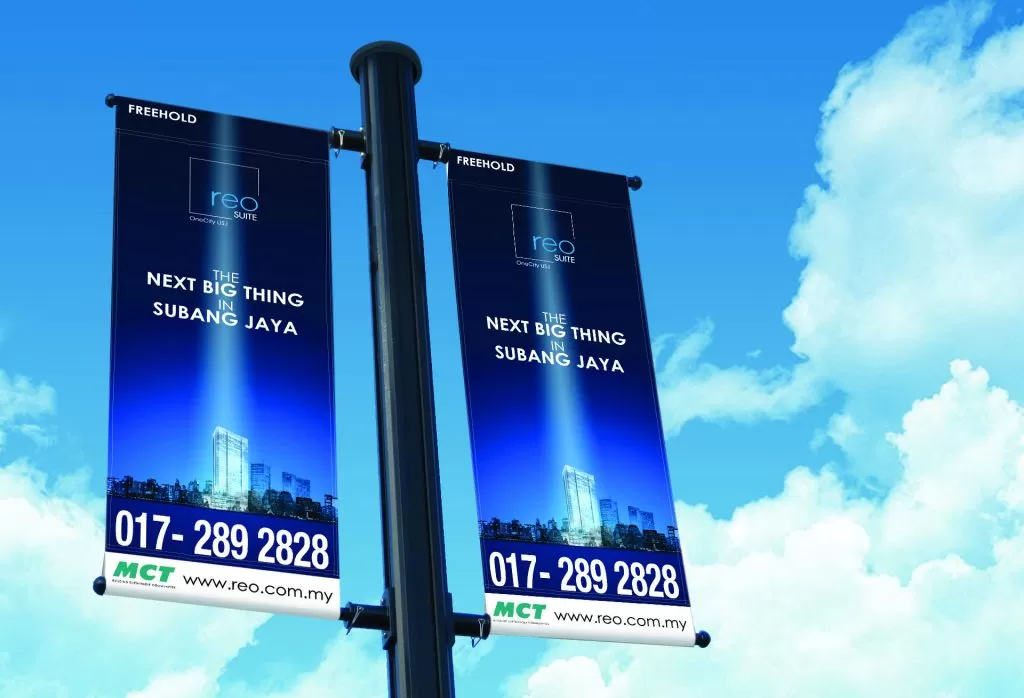 FREEHOLD
reo
SUITE
OneCity USJ
THE
NEXT BIG THING
IN
SUBANG JAYA
017- 289 2828
MCT
www.reo.com.my
FREEHOLD
reo
SUITE
OneCity USJ
THE
NEXT BIG THING
IN
SUBANG JAYA
017- 289 2828
MCT
www.reo.com.my